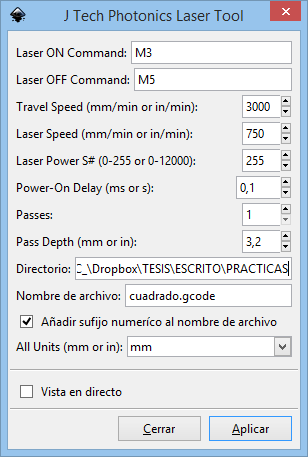 J Tech Photonics Laser Tool
Laser ON Command: M3
Laser OFF Command: M5
Travel Speed (mm/min or in/min): 3000
Laser Speed (mm/min or in/min): 750
Laser Power S# (0-255 or 0-12000): 255
Power-On Delay (ms or s): 0,1
Passes: 1
Pass Depth (mm or in): 3,2
Directorio: C_\Dropbox\TESIS\ESCRITO\PRACTICAS
Nombre de archivo: cuadrado.gcode
Añadir sufijo numeríco al nombre de archivo
All Units (mm or in): mm
Vista en directo
Cerrar Aplicar